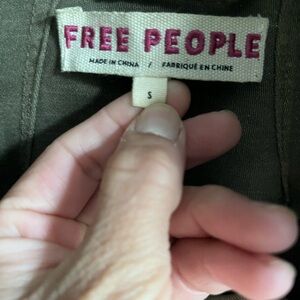 FREE PEOPLE
MADE IN CHINA / FABRIQUÉ EN CHINE
S